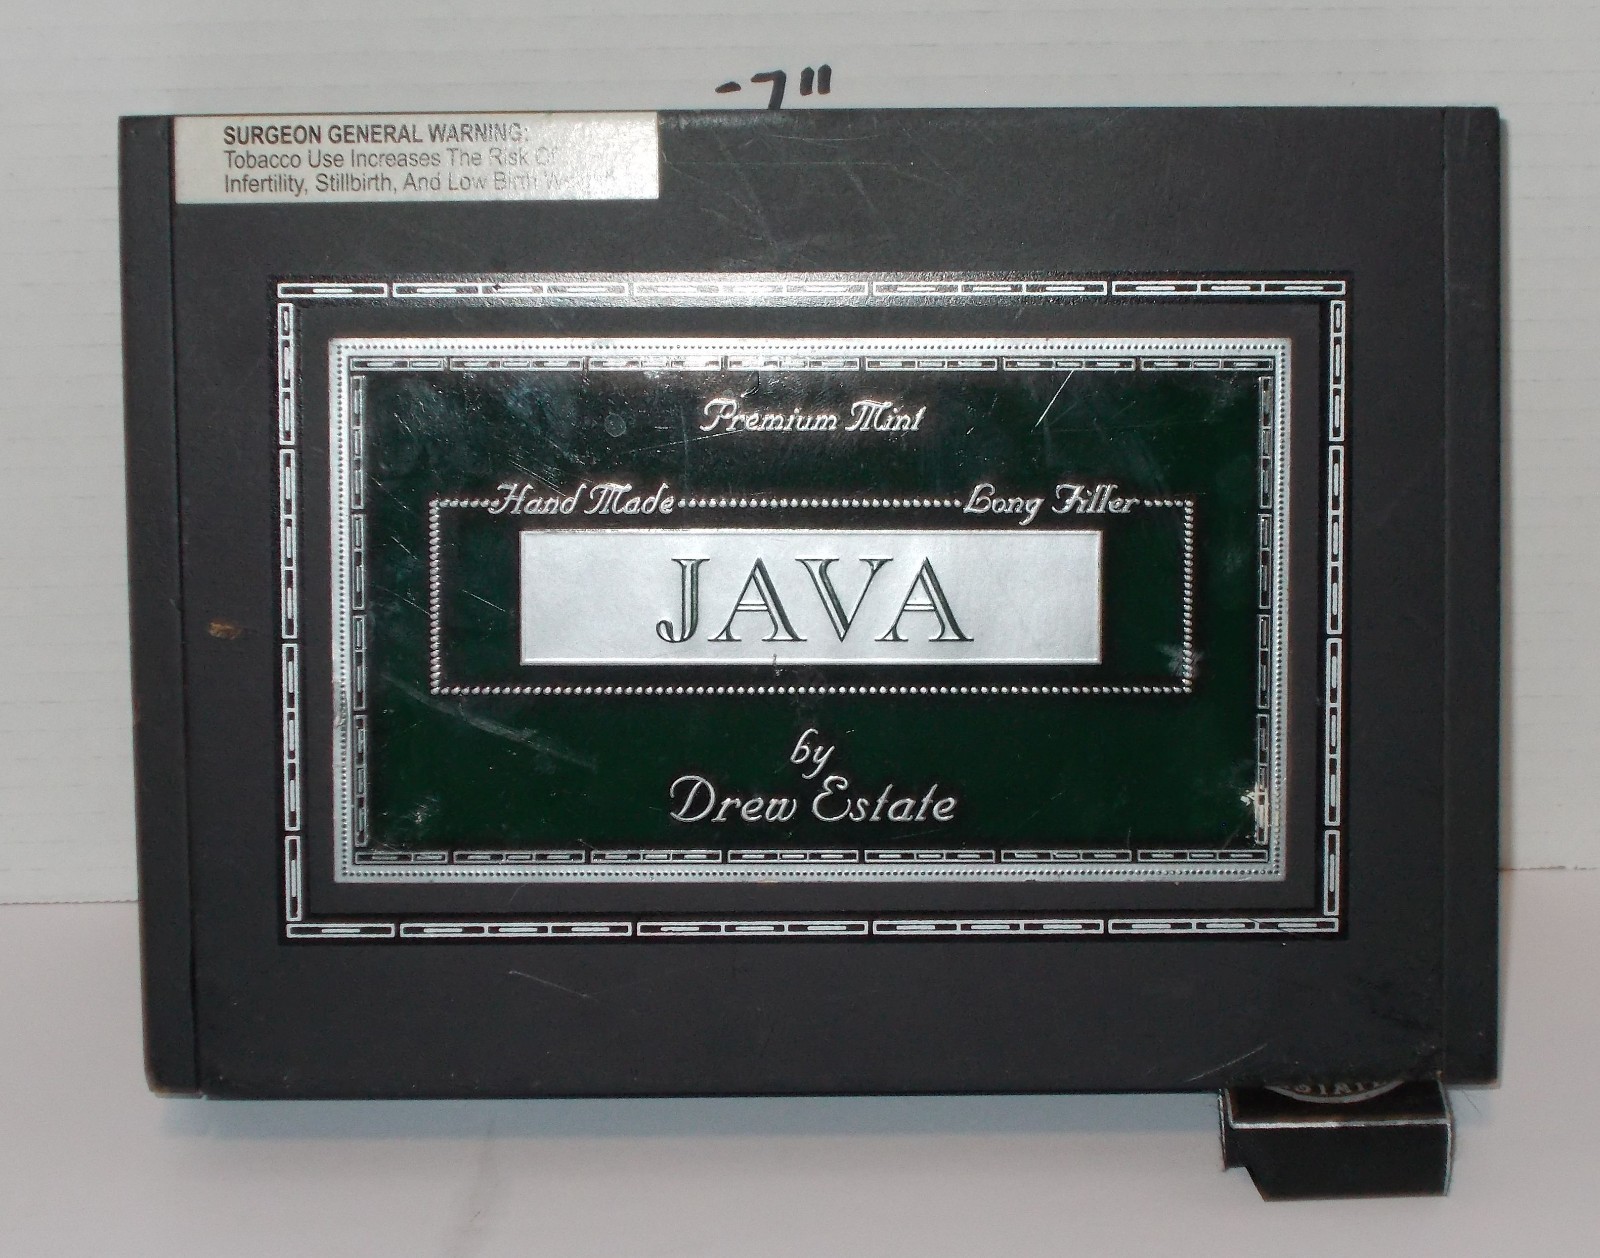 -7"
SURGEON GENERAL WARNING:
Tobacco Use Increases The Risk Of
Infertility, Stillbirth, And Low Birth Weight
Premium Mint
Hand Made Long Filler
JAVA
by
Drew Estate